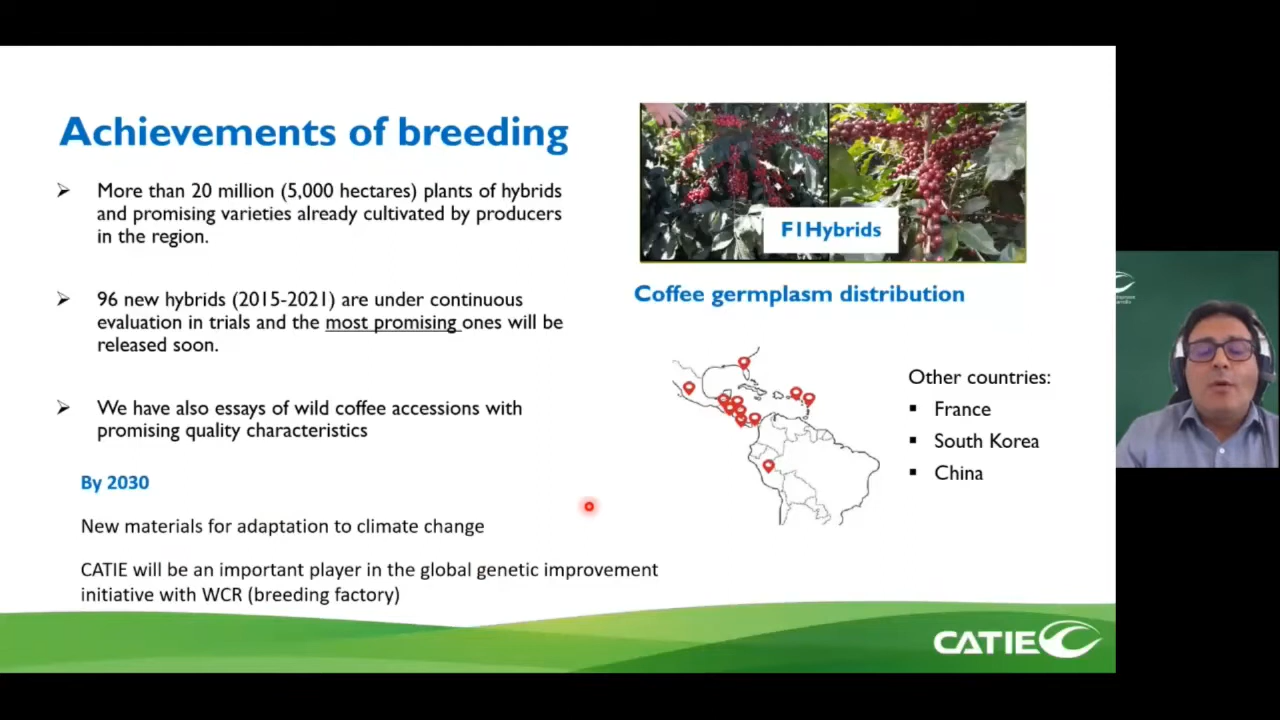 Achievements of breeding
➢ More than 20 million (5,000 hectares) plants of hybrids
and promising varieties already cultivated by producers
in the region.
➢ 96 new hybrids (2015-2021) are under continuous
evaluation in trials and the most promising ones will be
released soon.
➢ We have also essays of wild coffee accessions with
promising quality characteristics
By 2030
New materials for adaptation to climate change
CATIE will be an important player in the global genetic improvement
initiative with WCR (breeding factory)
F1Hybrids
Coffee germplasm distribution
Other countries:
▪ France
▪ South Korea
▪ China
CATIE